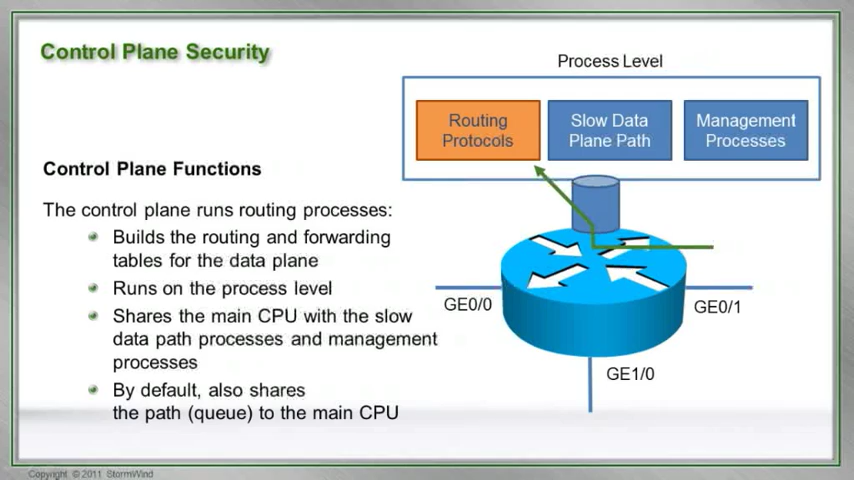 Control Plane Security
Process Level
Routing
Protocols
Slow Data
Plane Path
Management
Processes
Control Plane Functions
The control plane runs routing processes:
Builds the routing and forwarding
tables for the data plane
Runs on the process level
Shares the main CPU with the slow
data path processes and management
processes
By default, also shares
the path (queue) to the main CPU
GE0/0
GE0/1
GE1/0
Copyright © 2011 StormWind